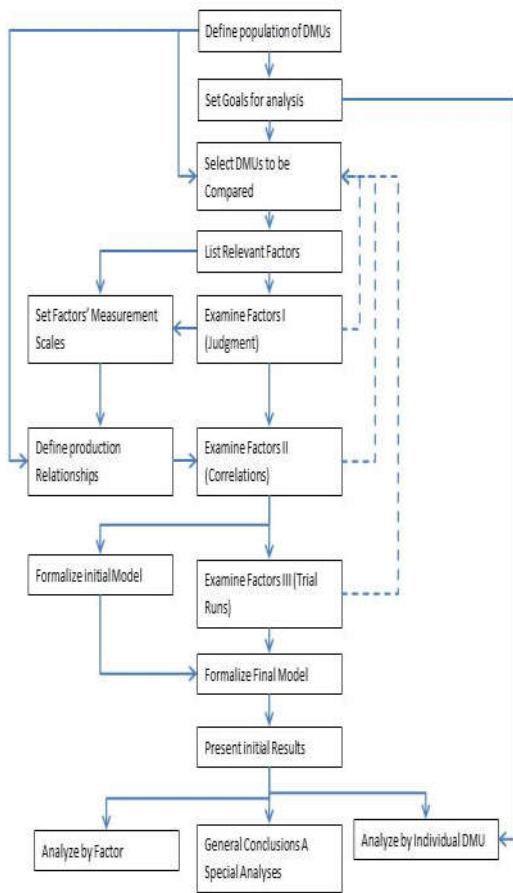 Define population of DMUs
Set Goals for analysis
Select DMUs to be
Compared
List Relevant Factors
Set Factors' Measurement
Scales
Examine Factors I
(Judgment)
Define production
Relationships
Examine Factors II
(Correlations)
Formalize initial Model
Examine Factors III (Trial
Runs)
Formalize Final Model
Present initial Results
Analyze by Factor
General Conclusions A
Special Analyses
Analyze by Individual DMU